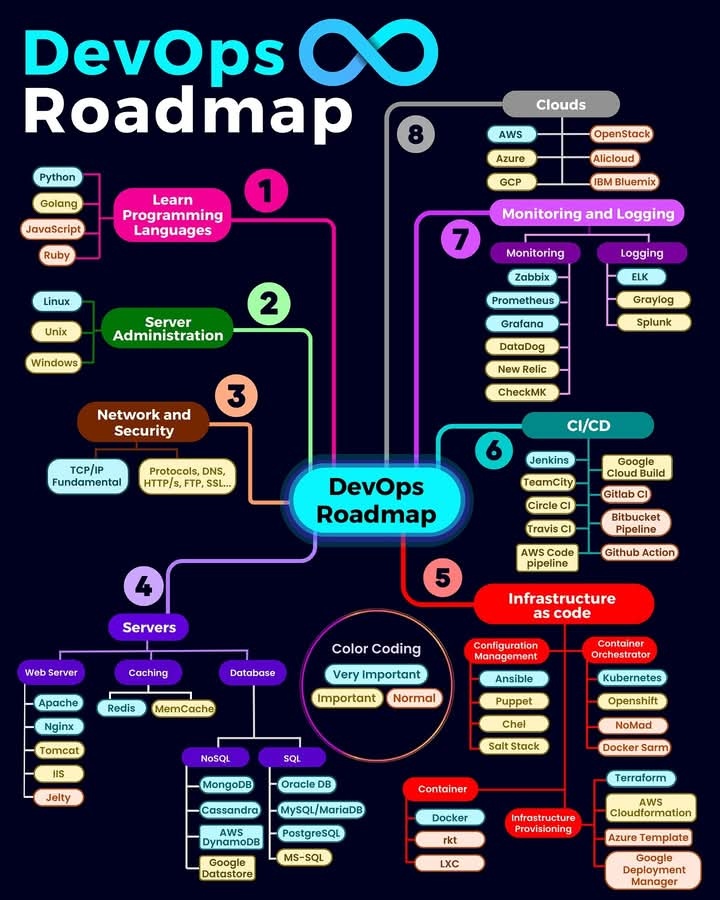 DevOps
Roadmap
1
Learn
Programming
Languages
Python
Golang
JavaScript
Ruby
2
Server
Administration
Linux
Unix
Windows
3
Network and
Security
TCP/IP
Fundamental
Protocols, DNS,
HTTP/s, FTP, SSL...
DevOps
Roadmap
4
Servers
Web Server
Apache
Nginx
Tomcat
IIS
Jelty
Caching
Redis
MemCache
Database
NoSQL
MongoDB
Cassandra
AWS
DynamoDB
Google
Datastore
SQL
Oracle DB
MySQL/MariaDB
PostgreSQL
MS-SQL
Color Coding
Very Important
Important
Normal
5
Infrastructure
as code
Configuration
Management
Ansible
Puppet
Chel
Salt Stack
Container
Orchestrator
Kubernetes
Openshift
NoMad
Docker Sarm
Container
Docker
rkt
LXC
Infrastructure
Provisioning
Terraform
AWS
Cloudformation
Azure Template
Google
Deployment
Manager
6
CI/CD
Jenkins
TeamCity
Circle CI
Travis CI
AWS Code
pipeline
Google
Cloud Build
Gitlab CI
Bitbucket
Pipeline
Github Action
7
Monitoring and Logging
Monitoring
Zabbix
Prometheus
Grafana
DataDog
New Relic
CheckMK
Logging
ELK
Graylog
Splunk
8
Clouds
AWS
Azure
GCP
OpenStack
Alicloud
IBM Bluemix